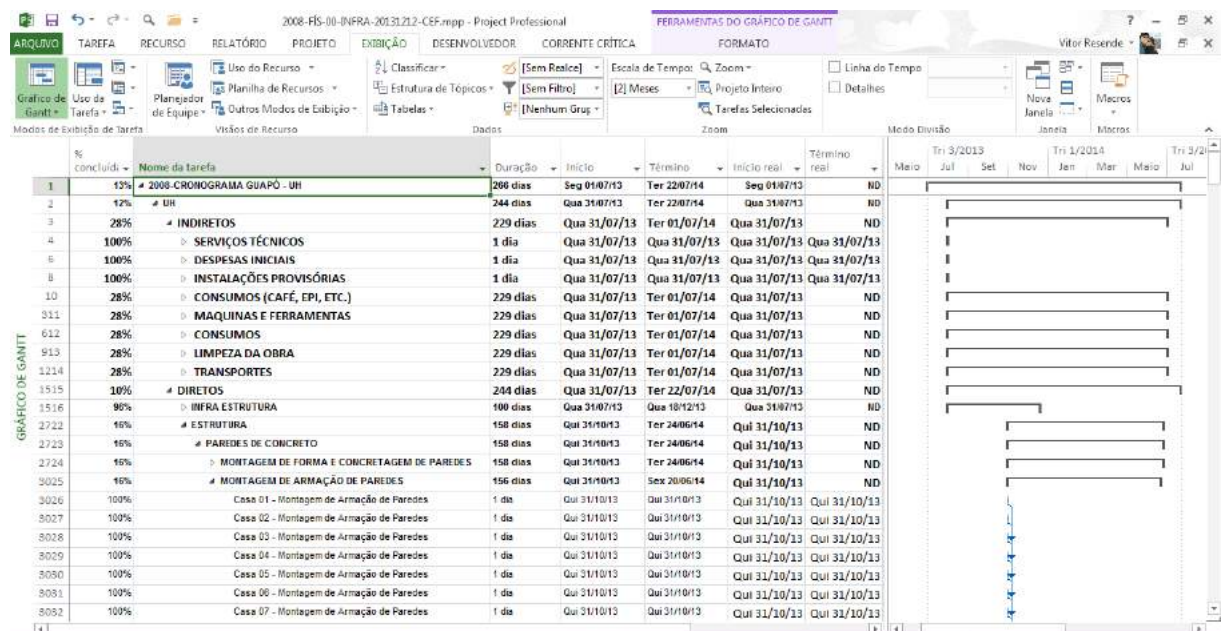 2008-FÍS-00-INFRA-20131212-CEF.mpp - Project Professional
FERRAMENTAS DO GRÁFICO DE GANTT
ARQUIVO TAREFA RECURSO RELATÓRIO PROJETO EXIBIÇÃO DESENVOLVEDOR CORRENTE CRÍTICA FORMATO Vitor Resende
Gráfico de Gantt
Uso da Tarefa
Planejador de Equipe
Uso do Recurso
Planilha de Recursos
Outros Modos de Exibição
Classificar
Estrutura de Tópicos
Tabelas
[Sem Realce]
[Sem Filtro]
[Nenhum Grup
Escala de Tempo:
[2] Meses
Zoom
Projeto Inteiro
Tarefas Selecionadas
Linha do Tempo
Detalhes
Nova Janela
Macros
Modos de Exibição de Tarefa Visões de Recurso Dados Zoom Modo Divisão Janela Macros
% concluída Nome da tarefa Duração Início Término Início real Término real
Tri 3/2013 Tri 1/2014 Tri 3/2
Maio Jul Set Nov Jan Mar Maio Jul
1 13% 2008-CRONOGRAMA GUAPÓ - UH 266 dias Seg 01/07/13 Ter 22/07/14 Seg 01/07/13 ND
2 12% UH 244 dias Qua 31/07/13 Ter 22/07/14 Qua 31/07/13 ND
3 28% INDIRETOS 229 dias Qua 31/07/13 Ter 01/07/14 Qua 31/07/13 ND
4 100% SERVIÇOS TÉCNICOS 1 dia Qua 31/07/13 Qua 31/07/13 Qua 31/07/13 Qua 31/07/13
6 100% DESPESAS INICIAIS 1 dia Qua 31/07/13 Qua 31/07/13 Qua 31/07/13 Qua 31/07/13
8 100% INSTALAÇÕES PROVISÓRIAS 1 dia Qua 31/07/13 Qua 31/07/13 Qua 31/07/13 Qua 31/07/13
10 28% CONSUMOS (CAFÉ, EPI, ETC.) 229 dias Qua 31/07/13 Ter 01/07/14 Qua 31/07/13 ND
311 28% MAQUINAS E FERRAMENTAS 229 dias Qua 31/07/13 Ter 01/07/14 Qua 31/07/13 ND
612 28% CONSUMOS 229 dias Qua 31/07/13 Ter 01/07/14 Qua 31/07/13 ND
913 28% LIMPEZA DA OBRA 229 dias Qua 31/07/13 Ter 01/07/14 Qua 31/07/13 ND
1214 28% TRANSPORTES 229 dias Qua 31/07/13 Ter 01/07/14 Qua 31/07/13 ND
1515 10% DIRETOS 244 dias Qua 31/07/13 Ter 22/07/14 Qua 31/07/13 ND
1516 98% INFRA ESTRUTURA 100 dias Qua 31/07/13 Qua 18/12/13 Qua 31/07/13 ND
2722 16% ESTRUTURA 158 dias Qui 31/10/13 Ter 24/06/14 Qui 31/10/13 ND
2723 16% PAREDES DE CONCRETO 158 dias Qui 31/10/13 Ter 24/06/14 Qui 31/10/13 ND
2724 16% MONTAGEM DE FORMA E CONCRETAGEM DE PAREDES 158 dias Qui 31/10/13 Ter 24/06/14 Qui 31/10/13 ND
3025 16% MONTAGEM DE ARMAÇÃO DE PAREDES 156 dias Qui 31/10/13 Sex 20/06/14 Qui 31/10/13 ND
3026 100% Casa 01 - Montagem de Armação de Paredes 1 dia Qui 31/10/13 Qui 31/10/13 Qui 31/10/13 Qui 31/10/13
3027 100% Casa 02 - Montagem de Armação de Paredes 1 dia Qui 31/10/13 Qui 31/10/13 Qui 31/10/13 Qui 31/10/13
3028 100% Casa 03 - Montagem de Armação de Paredes 1 dia Qui 31/10/13 Qui 31/10/13 Qui 31/10/13 Qui 31/10/13
3029 100% Casa 04 - Montagem de Armação de Paredes 1 dia Qui 31/10/13 Qui 31/10/13 Qui 31/10/13 Qui 31/10/13
3030 100% Casa 05 - Montagem de Armação de Paredes 1 dia Qui 31/10/13 Qui 31/10/13 Qui 31/10/13 Qui 31/10/13
3031 100% Casa 06 - Montagem de Armação de Paredes 1 dia Qui 31/10/13 Qui 31/10/13 Qui 31/10/13 Qui 31/10/13
3032 100% Casa 07 - Montagem de Armação de Paredes 1 dia Qui 31/10/13 Qui 31/10/13 Qui 31/10/13 Qui 31/10/13
GRÁFICO DE GANTT